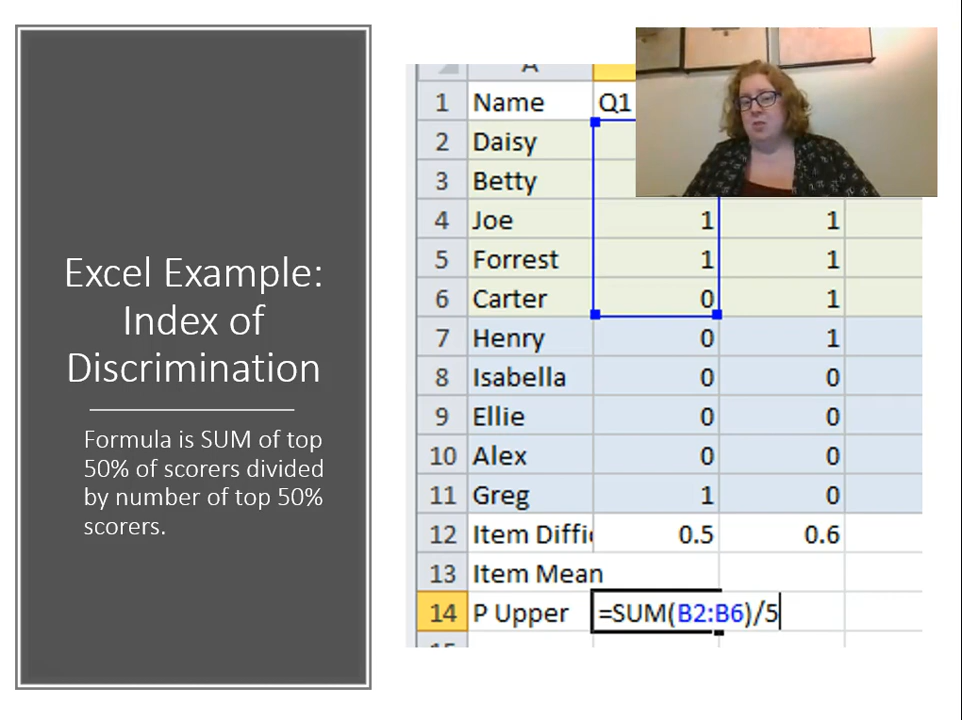 Excel Example:
Index of
Discrimination
Formula is SUM of top
50% of scorers divided
by number of top 50%
scorers.
A
1 Name Q1
2 Daisy
3 Betty
4 Joe 1 1
5 Forrest 1 1
6 Carter 0 1
7 Henry 0 1
8 Isabella 0 0
9 Ellie 0 0
10 Alex 0 0
11 Greg 1 0
12 Item Diffi 0.5 0.6
13 Item Mean
14 P Upper =SUM(B2:B6)/5
15